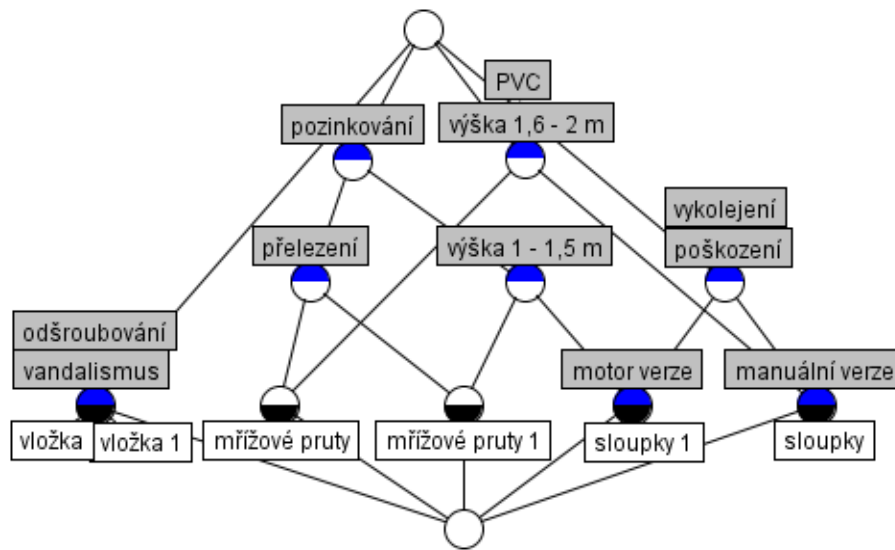 PVC
pozinkování
výška 1,6 - 2 m
vykolejení
přelezení
výška 1 - 1,5 m
poškození
odšroubování
vandalismus
motor verze
manuální verze
vložka
vložka 1
mřížové pruty
mřížové pruty 1
sloupky 1
sloupky